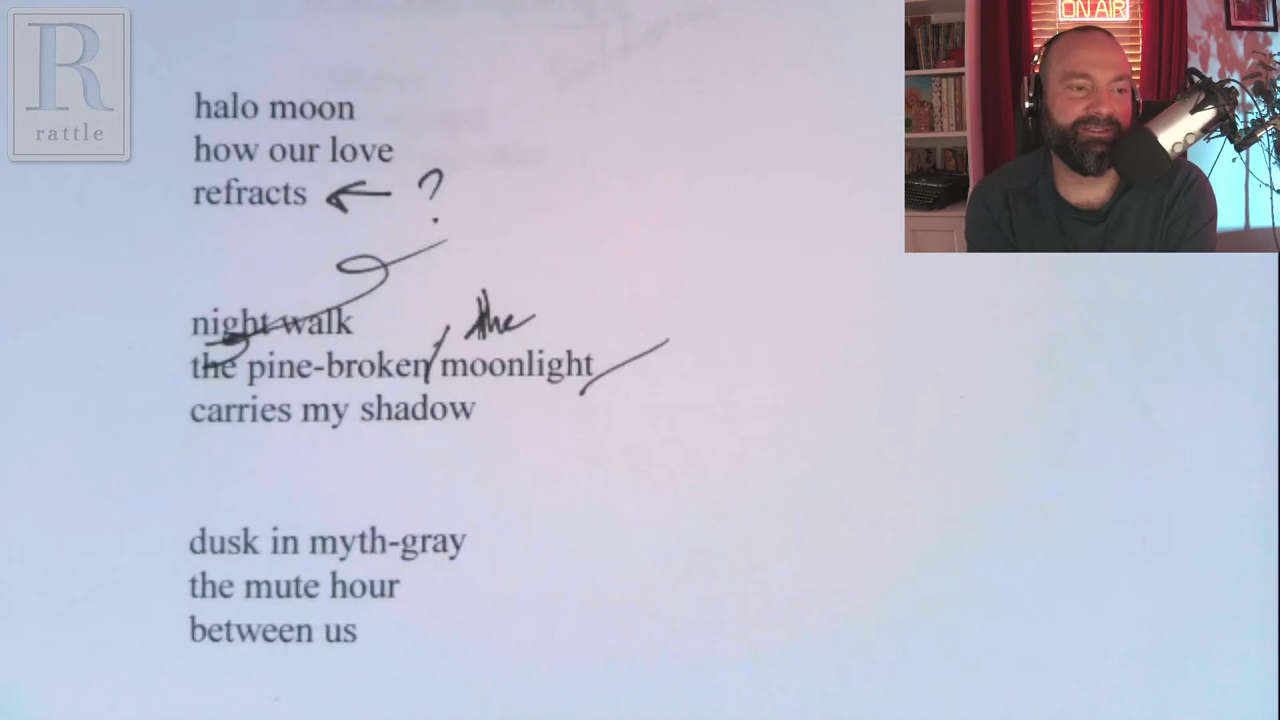 R
rattle
ON AIR
halo moon
how our love
refracts ← ?
night walk
the
the pine-broken/moonlight
carries my shadow
dusk in myth-gray
the mute hour
between us